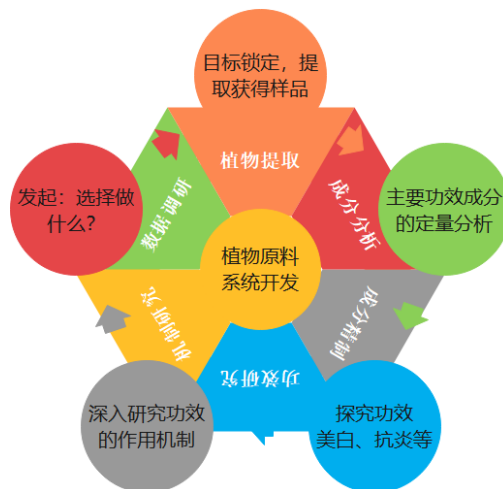 目标锁定，提
取获得样品
植物提取
数据调研
成分分析
发起：选择做
什么？
主要功效成分
的定量分析
植物原料
系统开发
机制研究
成分精制
功效研究
深入研究功效
的作用机制
探究功效
美白、抗炎等